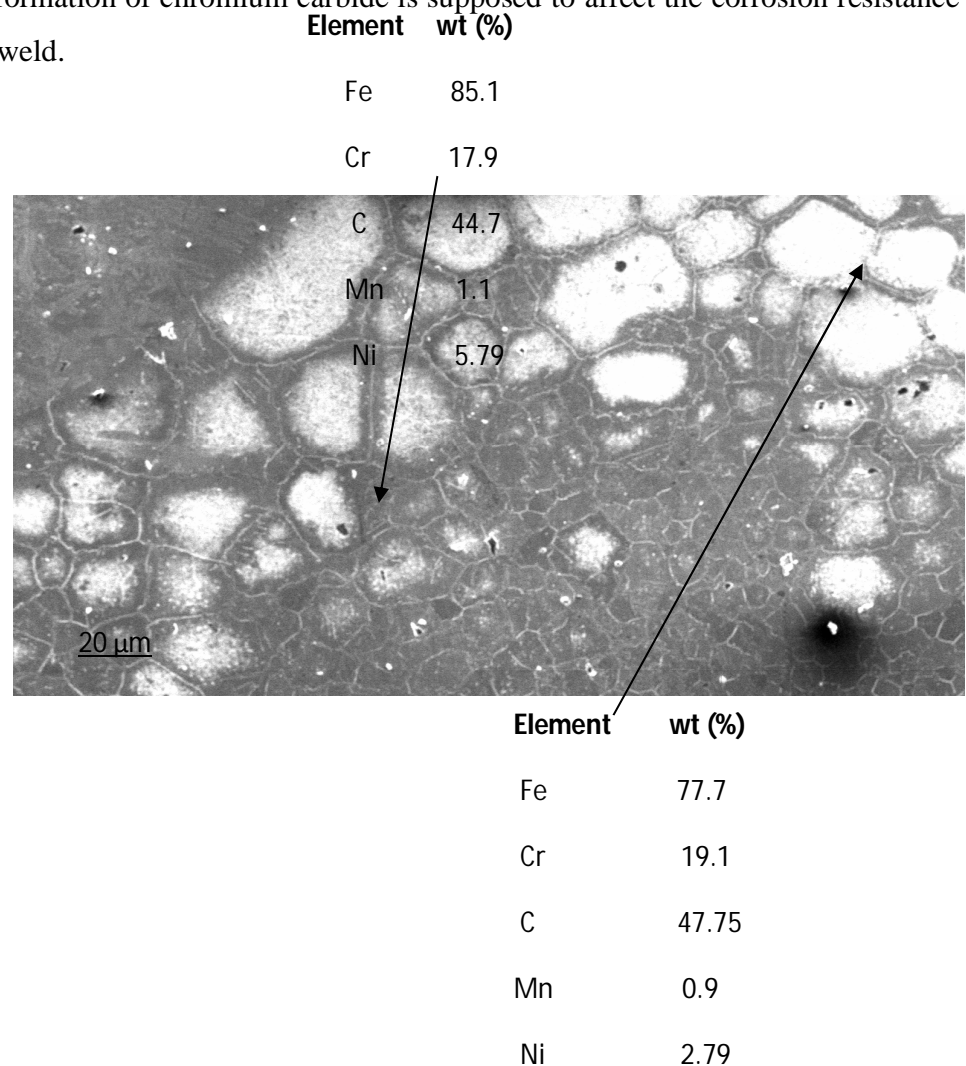 formation of chromium carbide is supposed to affect the corrosion resistance
weld.
Element wt (%)
Fe 85.1
Cr 17.9
C 44.7
Mn 1.1
Ni 5.79
20 µm
Element wt (%)
Fe 77.7
Cr 19.1
C 47.75
Mn 0.9
Ni 2.79